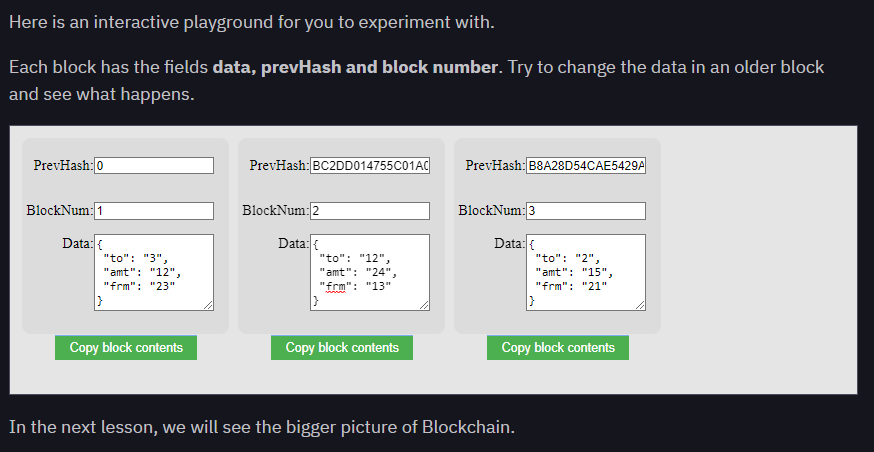 Here is an interactive playground for you to experiment with.
Each block has the fields data, prevHash and block number. Try to change the data in an older block
and see what happens.
PrevHash: 0
BlockNum: 1
Data: {
"to": "3",
"amt": "12",
"frm": "23"
}
Copy block contents
PrevHash: BC2DD014755C01A0
BlockNum: 2
Data: {
"to": "12",
"amt": "24",
"frm": "13"
}
Copy block contents
PrevHash: B8A28D54CAE5429A
BlockNum: 3
Data: {
"to": "2",
"amt": "15",
"frm": "21"
}
Copy block contents
In the next lesson, we will see the bigger picture of Blockchain.